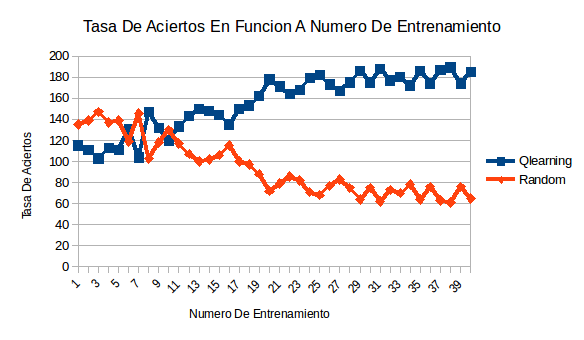 Tasa De Aciertos En Funcion A Numero De Entrenamiento
200
180
160
140
120
100
80
60
40
20
0
Tasa De Aciertos
Qlearning
Random
1 3 5 7 9 11 13 15 17 19 21 23 25 27 29 31 33 35 37 39
Numero De Entrenamiento